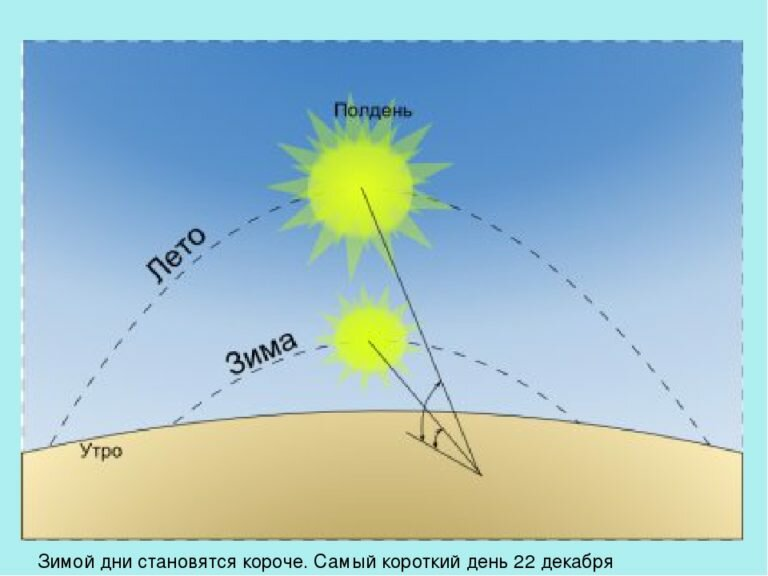 Полдень
Лето
Зима
Утро
Зимой дни становятся короче. Самый короткий день 22 декабря